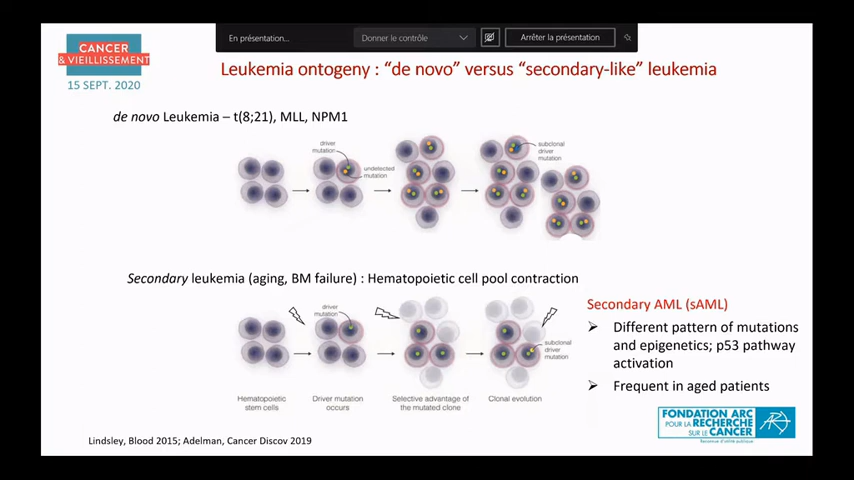 En présentation...
Donner le contrôle
Arrêter la présentation
CANCER
& VIEILLISSEMENT
15 SEPT. 2020
Leukemia ontogeny : “de novo” versus “secondary-like” leukemia
de novo Leukemia – t(8;21), MLL, NPM1
driver
mutation
undetected
mutation
subclonal
driver
mutation
Secondary leukemia (aging, BM failure) : Hematopoietic cell pool contraction
driver
mutation
subclonal
driver
mutation
Hematopoietic
stem cells
Driver mutation
occurs
Selective advantage of
the mutated clone
Clonal evolution
Secondary AML (sAML)
Different pattern of mutations
and epigenetics; p53 pathway
activation
Frequent in aged patients
FONDATION ARC
POUR LA RECHERCHE
SUR LE CANCER
Reconnue d'utilité publique
Lindsley, Blood 2015; Adelman, Cancer Discov 2019